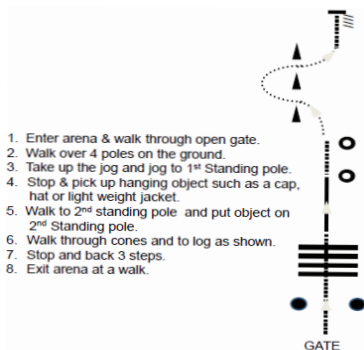 1. Enter arena & walk through open gate.
2. Walk over 4 poles on the ground.
3. Take up the jog and jog to 1st Standing pole.
4. Stop & pick up hanging object such as a cap,
hat or light weight jacket.
5. Walk to 2nd standing pole and put object on
2nd Standing pole.
6. Walk through cones and to log as shown.
7. Stop and back 3 steps.
8. Exit arena at a walk.
GATE